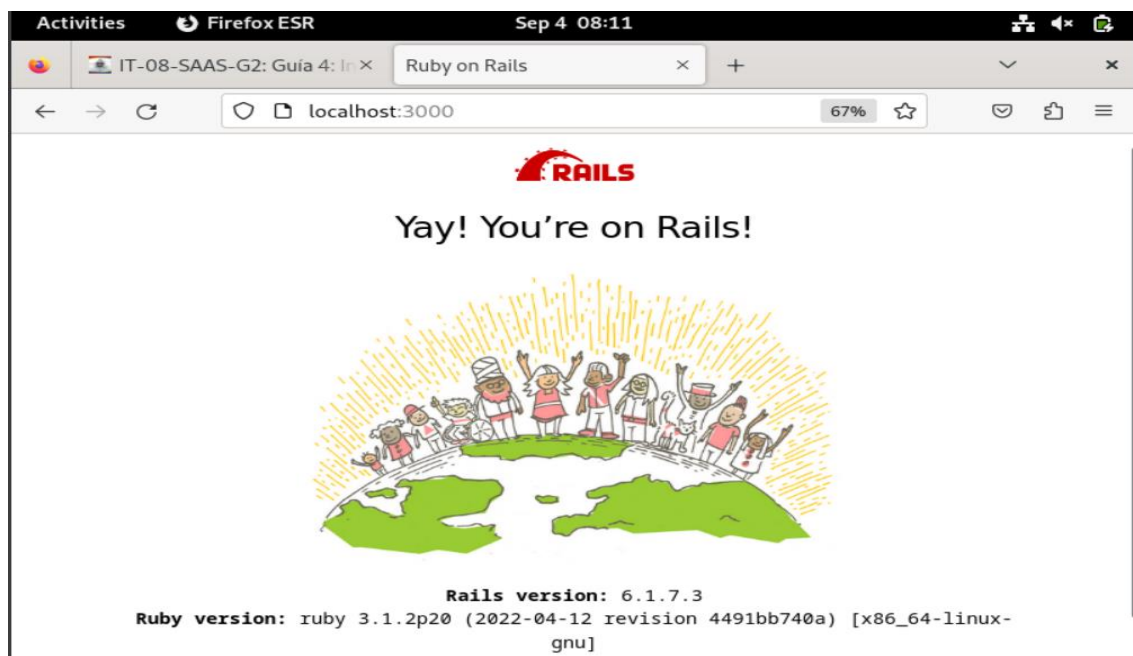 Activities Firefox ESR Sep 4 08:11
IT-08-SAAS-G2: Guía 4: In Ruby on Rails
localhost:3000 67%
RAILS
Yay! You're on Rails!
Rails version: 6.1.7.3
Ruby version: ruby 3.1.2p20 (2022-04-12 revision 4491bb740a) [x86_64-linux-
gnu]